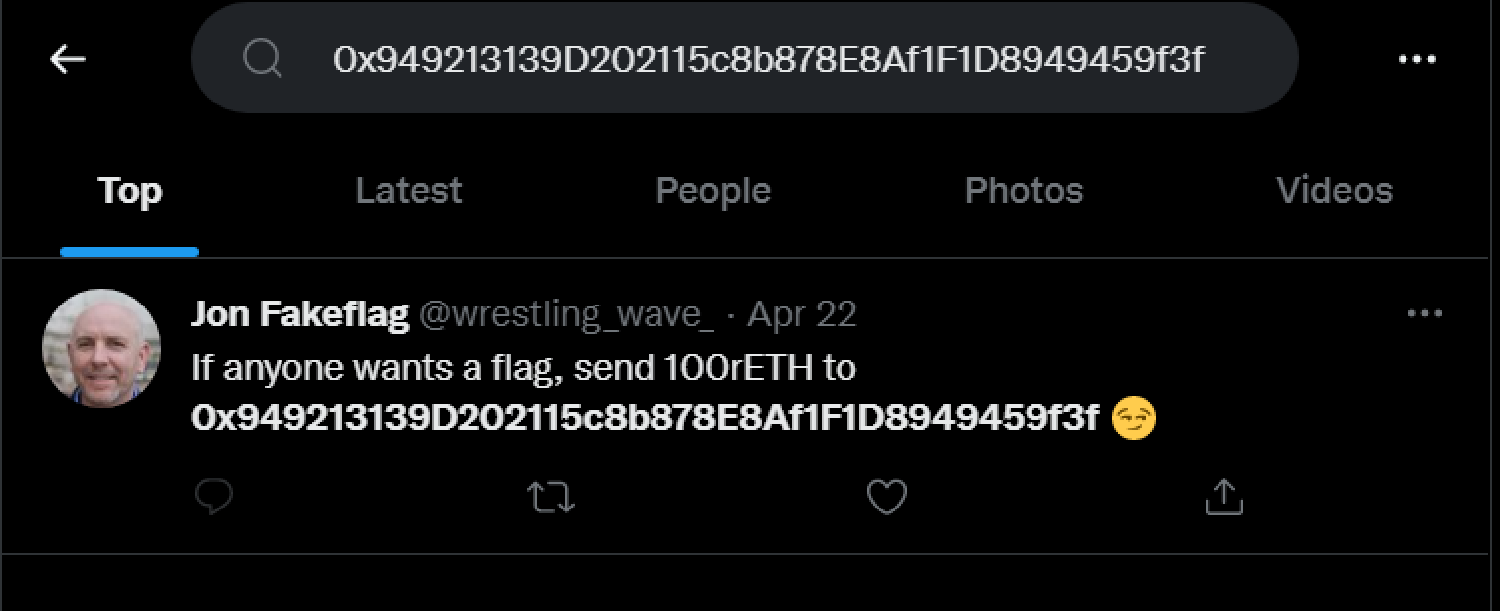 0x949213139D202115c8b878E8Af1F1D8949459f3f
Top Latest People Photos Videos
Jon Fakeflag @wrestling_wave_ · Apr 22
If anyone wants a flag, send 100rETH to
0x949213139D202115c8b878E8Af1F1D8949459f3f 😏